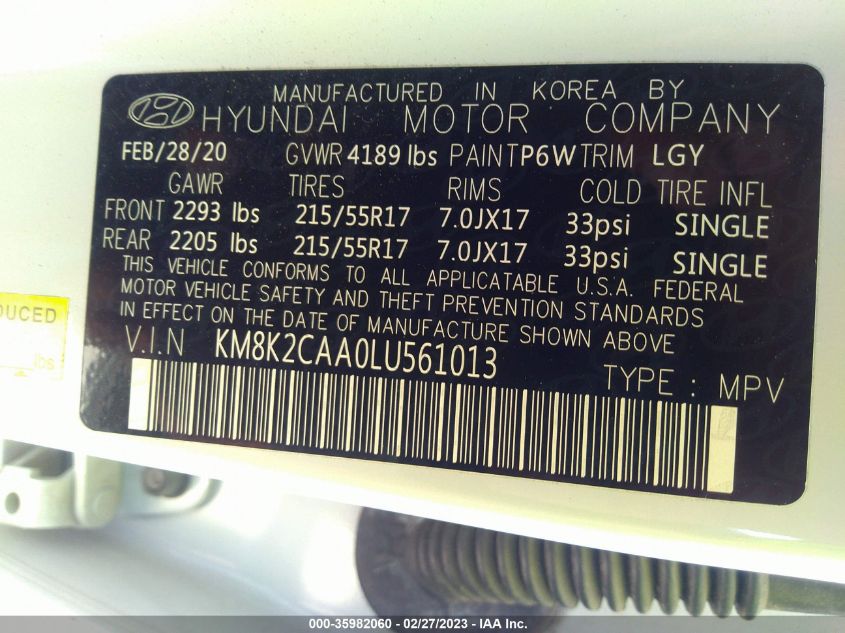 MANUFACTURED IN KOREA BY
HYUNDAI MOTOR COMPANY
FEB/28/20 GVWR 4189 lbs PAINT P6W TRIM LGY
GAWR TIRES RIMS COLD TIRE INFL
FRONT 2293 lbs 215/55R17 7.0JX17 33psi SINGLE
REAR 2205 lbs 215/55R17 7.0JX17 33psi SINGLE
THIS VEHICLE CONFORMS TO ALL APPLICATABLE U.S.A. FEDERAL
MOTOR VEHICLE SAFETY AND THEFT PREVENTION STANDARDS
IN EFFECT ON THE DATE OF MANUFACTURE SHOWN ABOVE
V.I.N KM8K2CAA0LU561013
TYPE : MPV
DUCED
lbs
000-35982060 - 02/27/2023 - IAAI.COM